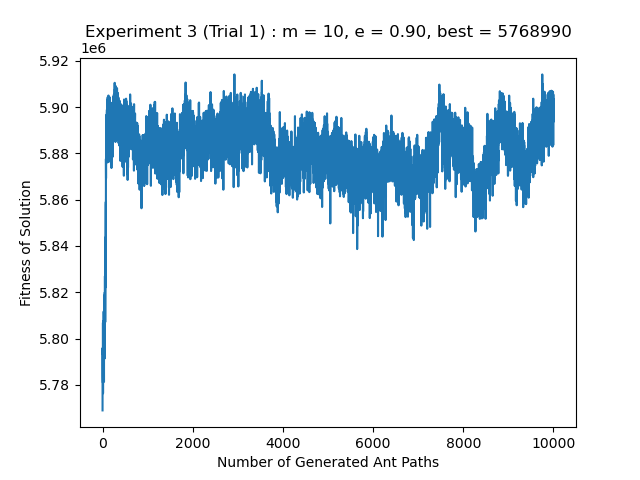 Experiment 3 (Trial 1) : m = 10, e = 0.90, best = 5768990
1e6
5.92
5.90
5.88
5.86
5.84
5.82
5.80
5.78
Fitness of Solution
0 2000 4000 6000 8000 10000
Number of Generated Ant Paths